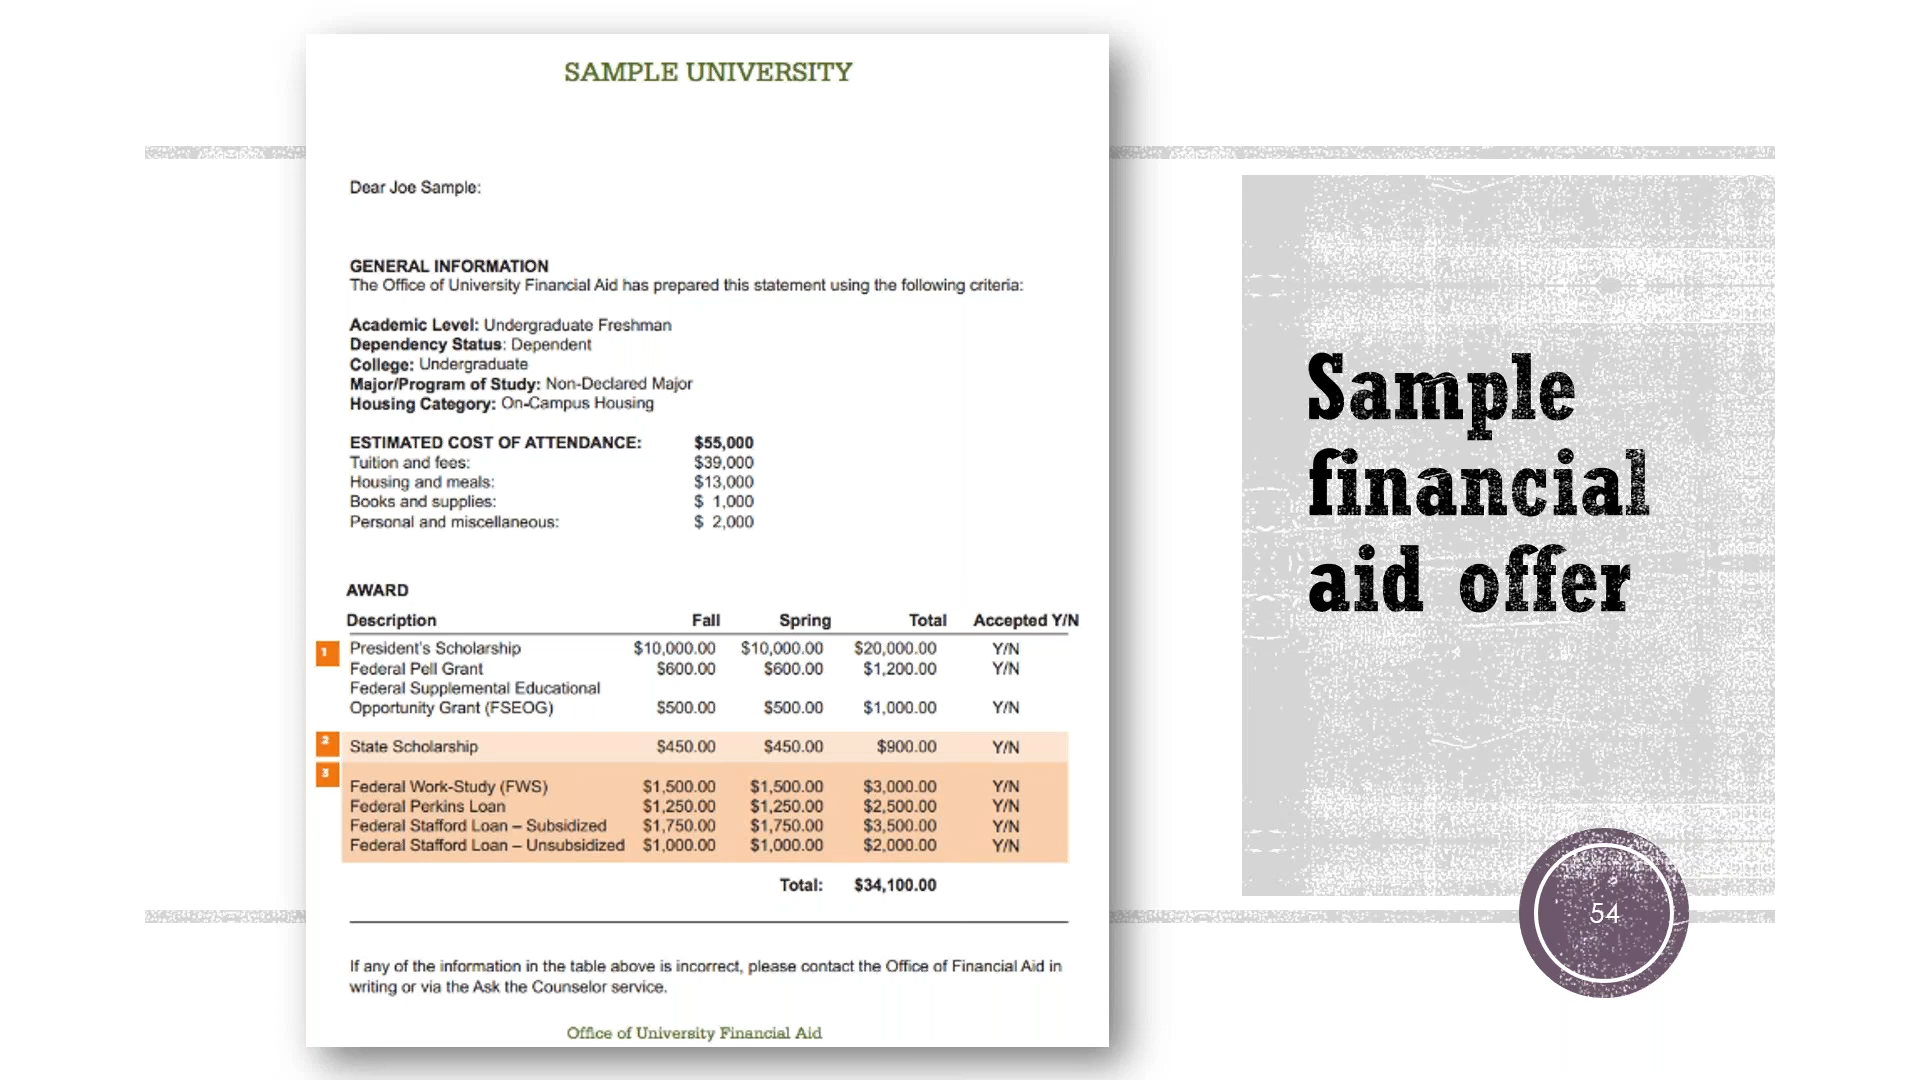 SAMPLE UNIVERSITY
Dear Joe Sample:
GENERAL INFORMATION
The Office of University Financial Aid has prepared this statement using the following criteria:
Academic Level: Undergraduate Freshman
Dependency Status: Dependent
College: Undergraduate
Major/Program of Study: Non-Declared Major
Housing Category: On-Campus Housing
ESTIMATED COST OF ATTENDANCE: $55,000
Tuition and fees: $39,000
Housing and meals: $13,000
Books and supplies: $ 1,000
Personal and miscellaneous: $ 2,000
AWARD
Description Fall Spring Total Accepted Y/N
1 President's Scholarship $10,000.00 $10,000.00 $20,000.00 Y/N
Federal Pell Grant $600.00 $600.00 $1,200.00 Y/N
Federal Supplemental Educational
Opportunity Grant (FSEOG) $500.00 $500.00 $1,000.00 Y/N
2 State Scholarship $450.00 $450.00 $900.00 Y/N
3
Federal Work-Study (FWS) $1,500.00 $1,500.00 $3,000.00 Y/N
Federal Perkins Loan $1,250.00 $1,250.00 $2,500.00 Y/N
Federal Stafford Loan – Subsidized $1,750.00 $1,750.00 $3,500.00 Y/N
Federal Stafford Loan – Unsubsidized $1,000.00 $1,000.00 $2,000.00 Y/N
Total: $34,100.00
If any of the information in the table above is incorrect, please contact the Office of Financial Aid in
writing or via the Ask the Counselor service.
Office of University Financial Aid
Sample
financial
aid offer
54